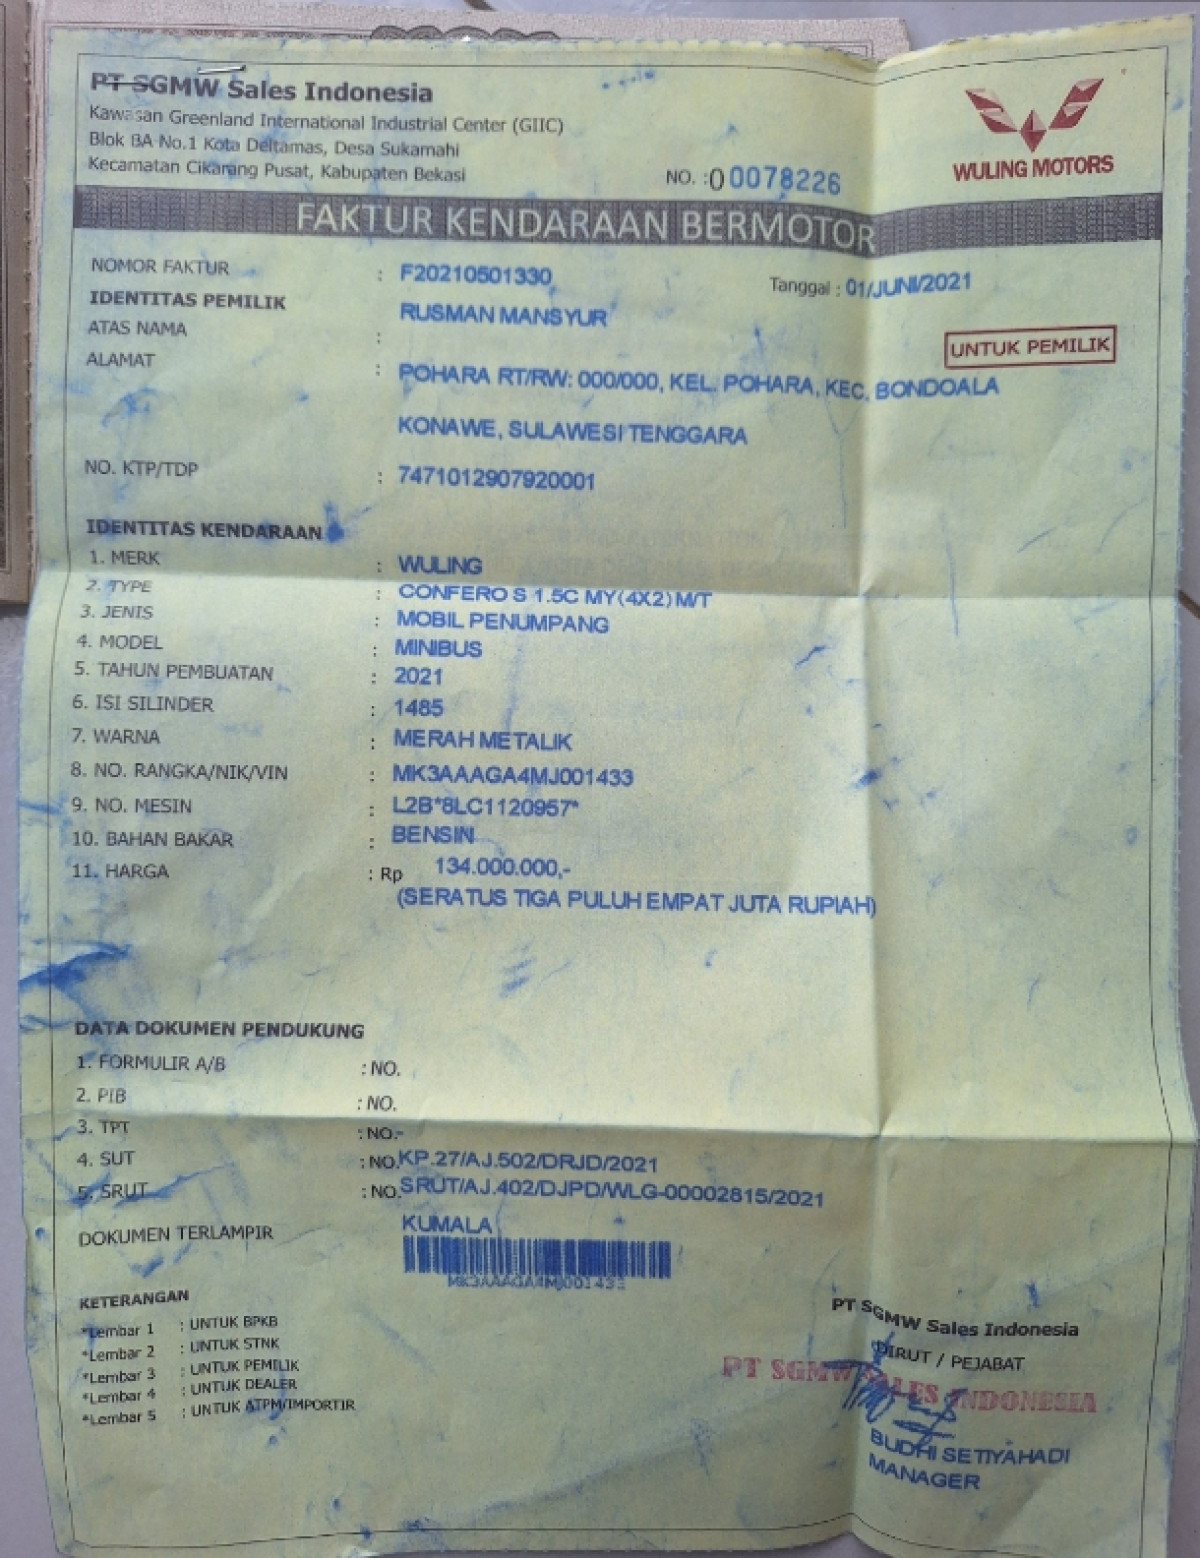 PT SGMW Sales Indonesia
Kawasan Greenland International Industrial Center (GIIC)
Blok BA No.1 Kota Deltamas, Desa Sukamahi
Kecamatan Cikarang Pusat, Kabupaten Bekasi
NO. :0 0078226
WULING MOTORS
FAKTUR KENDARAAN BERMOTOR
NOMOR FAKTUR : F20210501330 Tanggal : 01/JUNI/2021
IDENTITAS PEMILIK
ATAS NAMA : RUSMAN MANSYUR
UNTUK PEMILIK
ALAMAT : POHARA RT/RW: 000/000, KEL. POHARA, KEC. BONDOALA
KONAWE, SULAWESI TENGGARA
NO. KTP/TDP : 7471012907920001
IDENTITAS KENDARAAN
1. MERK : WULING
2. TYPE : CONFERO S 1.5C MY(4X2) M/T
3. JENIS : MOBIL PENUMPANG
4. MODEL : MINIBUS
5. TAHUN PEMBUATAN : 2021
6. ISI SILINDER : 1485
7. WARNA : MERAH METALIK
8. NO. RANGKA/NIK/VIN : MK3AAAGA4MJ001433
9. NO. MESIN : L2B*8LC1120957*
10. BAHAN BAKAR : BENSIN
11. HARGA : Rp 134.000.000,-
(SERATUS TIGA PULUH EMPAT JUTA RUPIAH)
DATA DOKUMEN PENDUKUNG
1. FORMULIR A/B : NO.
2. PIB : NO.
3. TPT : NO.-
4. SUT : NO. KP.27/AJ.502/DRJD/2021
5. SRUT : NO. SRUT/AJ.402/DJPD/WLG-00002815/2021
DOKUMEN TERLAMPIR KUMALA
MK3AAAGA4MJ001433
KETERANGAN
*Lembar 1 : UNTUK BPKB
*Lembar 2 : UNTUK STNK
*Lembar 3 : UNTUK PEMILIK
*Lembar 4 : UNTUK DEALER
*Lembar 5 : UNTUK ATPM/IMPORTIR
PT SGMW Sales Indonesia
DIRUT / PEJABAT
PT SGMW SALES INDONESIA
BUDHI SETIYAHADI
MANAGER